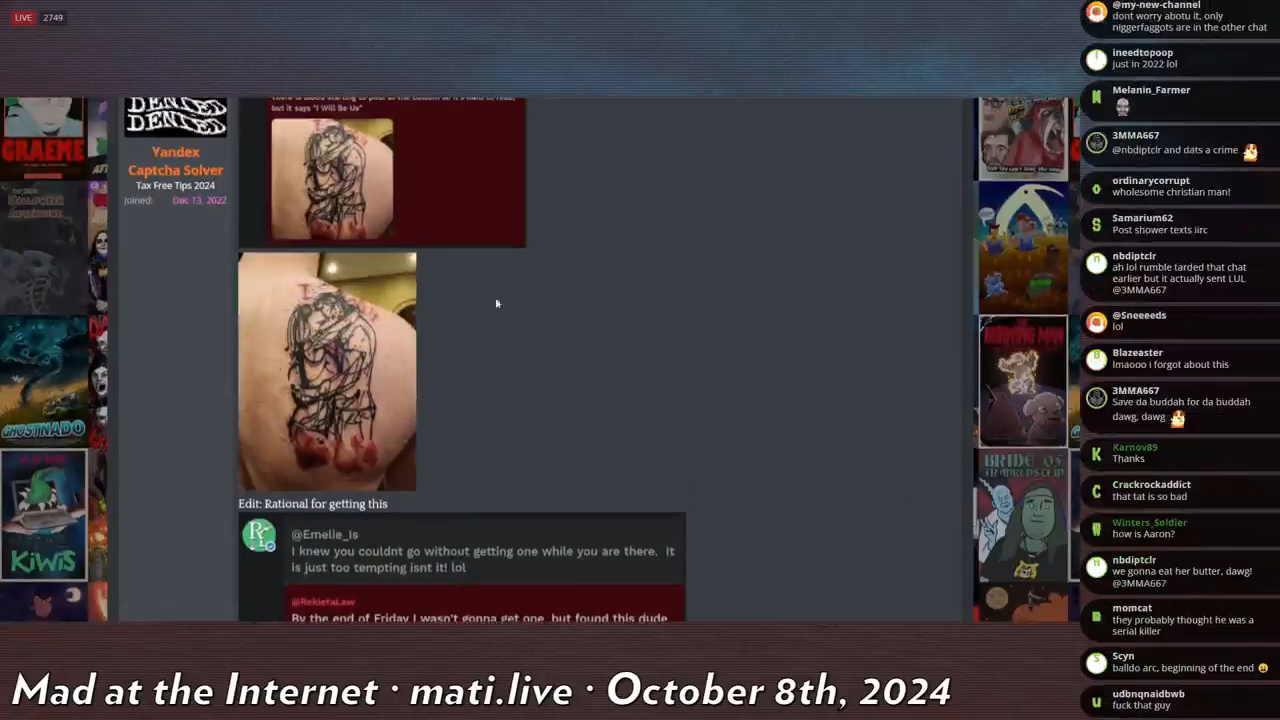 LIVE 2749
DENIED
DENIED
GRAEME
Yandex
Captcha Solver
Tax Free Tips 2024
Joined: Dec 13, 2022
HALLOWEEN
GHOSTNADO
KiWiS
but it says "I Will Be Us"
Edit: Rational for getting this
@Emelie_Is
I knew you couldnt go without getting one while you are there. It
is just too tempting isnt it! lol
@RekietaLaw
By the end of Friday I wasn't gonna get one, but found this dude
BRIDE OF
FRANKENSTEIN
@my-new-channel
dont worry abotu it, only
niggerfaggots are in the other chat
ineedtopoop
just in 2022 lol
Melanin_Farmer
3MMA667
@nbdiptclr and dats a crime
ordinarycorrupt
wholesome christian man!
Samarium62
Post shower texts iirc
nbdiptclr
ah lol rumble tarded that chat
earlier but it actually sent LUL
@3MMA667
@Sneeeeds
lol
Blazeaster
lmaooo i forgot about this
3MMA667
Save da buddah for da buddah
dawg, dawg
Karnov89
Thanks
Crackrockaddict
that tat is so bad
Winters_Soldier
how is Aaron?
nbdiptclr
we gonna eat her butter, dawg!
@3MMA667
momcat
they probably thought he was a
serial killer
Scyn
balldo arc, beginning of the end
udbnqnaidbwb
fuck that guy
Mad at the Internet · mati.live · October 8th, 2024